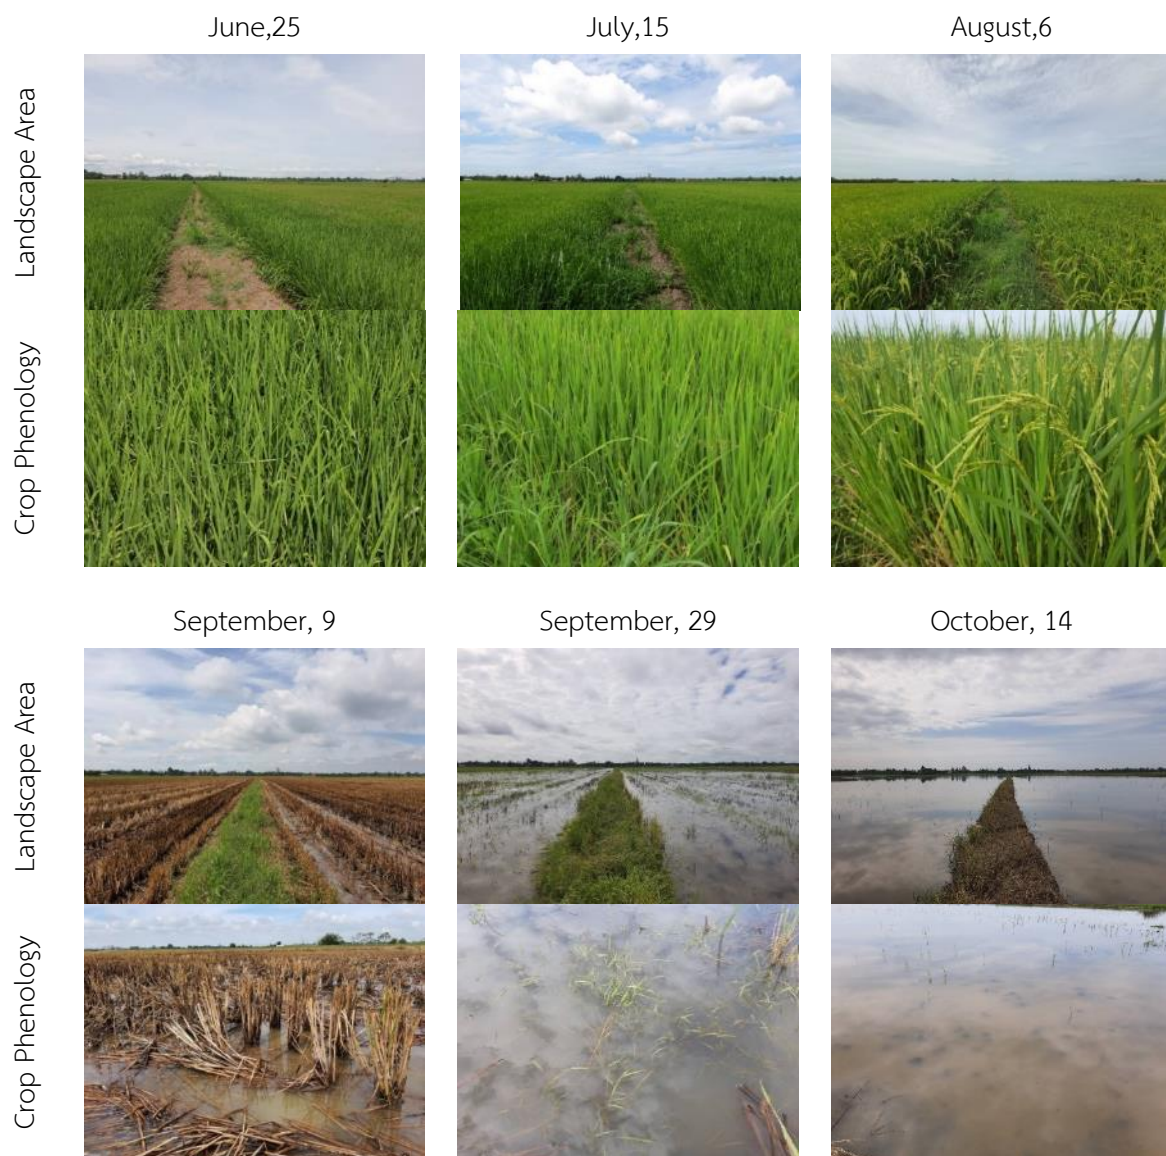 June,25
July,15
August,6
Landscape Area
Crop Phenology
September, 9
September, 29
October, 14
Landscape Area
Crop Phenology